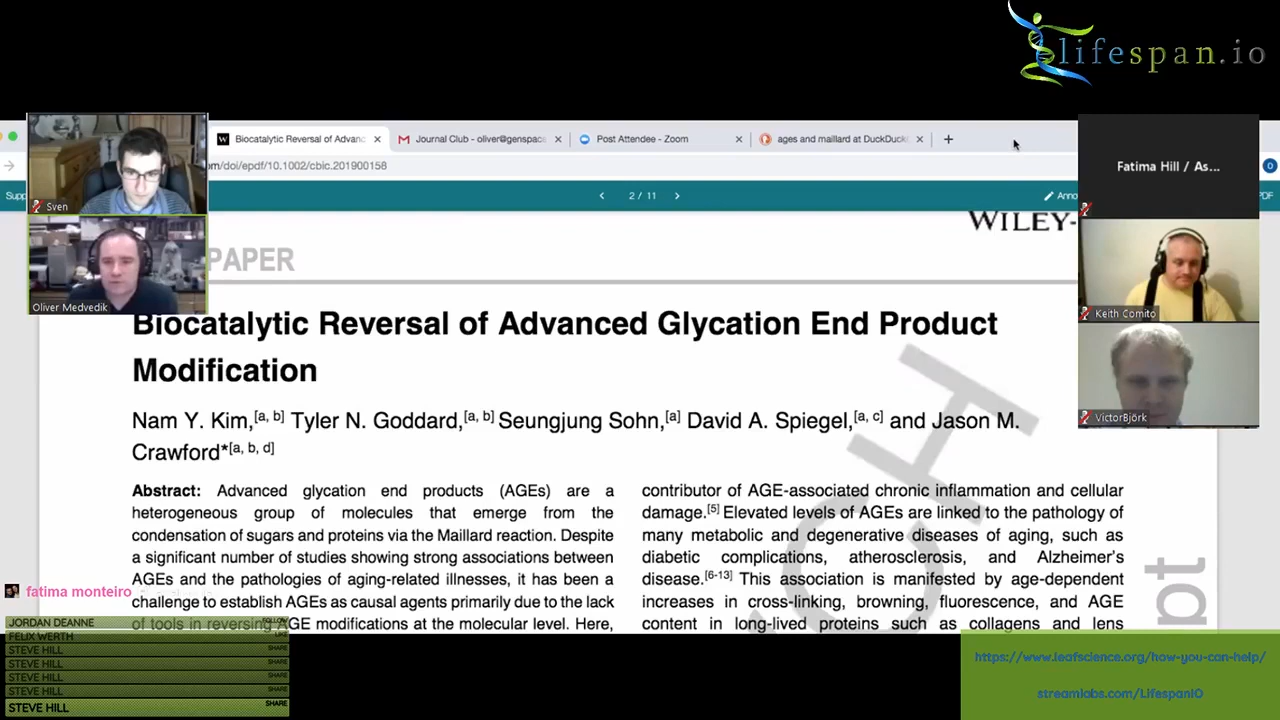 lifespan.io
Biocatalytic Reversal of Advanc
Journal Club - oliver@genspace
Post Attendee - Zoom
ages and maillard at DuckDuck
om/doi/epdf/10.1002/cbic.201900158
Supp
2 / 11
Anno
PDF
Sven
Oliver Medvedik
Fatima Hill / As...
Keith Comito
VictorBjörk
WILEY-
PAPER
Biocatalytic Reversal of Advanced Glycation End Product
Modification
Nam Y. Kim,[a, b] Tyler N. Goddard,[a, b] Seungjung Sohn,[a] David A. Spiegel,[a, c] and Jason M.
Crawford*[a, b, d]
Abstract: Advanced glycation end products (AGEs) are a
heterogeneous group of molecules that emerge from the
condensation of sugars and proteins via the Maillard reaction. Despite
a significant number of studies showing strong associations between
AGEs and the pathologies of aging-related illnesses, it has been a
challenge to establish AGEs as causal agents primarily due to the lack
of tools in reversing AGE modifications at the molecular level. Here,
contributor of AGE-associated chronic inflammation and cellular
damage.[5] Elevated levels of AGEs are linked to the pathology of
many metabolic and degenerative diseases of aging, such as
diabetic complications, atherosclerosis, and Alzheimer's
disease.[6-13] This association is manifested by age-dependent
increases in cross-linking, browning, fluorescence, and AGE
content in long-lived proteins such as collagens and lens
fatima monteiro
JORDAN DEANNE FOLLOW
FELIX WERTH LIKE
STEVE HILL SHARE
STEVE HILL SHARE
STEVE HILL SHARE
STEVE HILL SHARE
STEVE HILL SHARE
https://www.leafscience.org/how-you-can-help/
streamlabs.com/LifespanIO